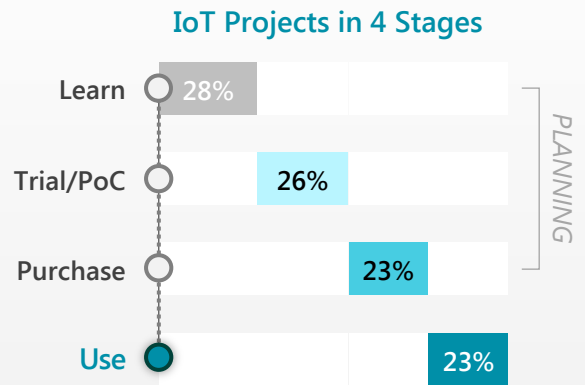 IoT Projects in 4 Stages
Learn
28%
Trial/PoC
26%
Purchase
23%
Use
23%
PLANNING